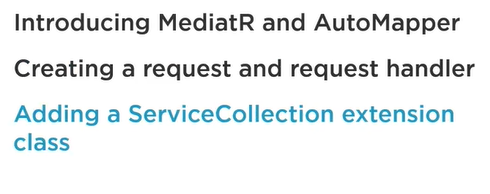 Introducing MediatR and AutoMapper
Creating a request and request handler
Adding a ServiceCollection extension
class